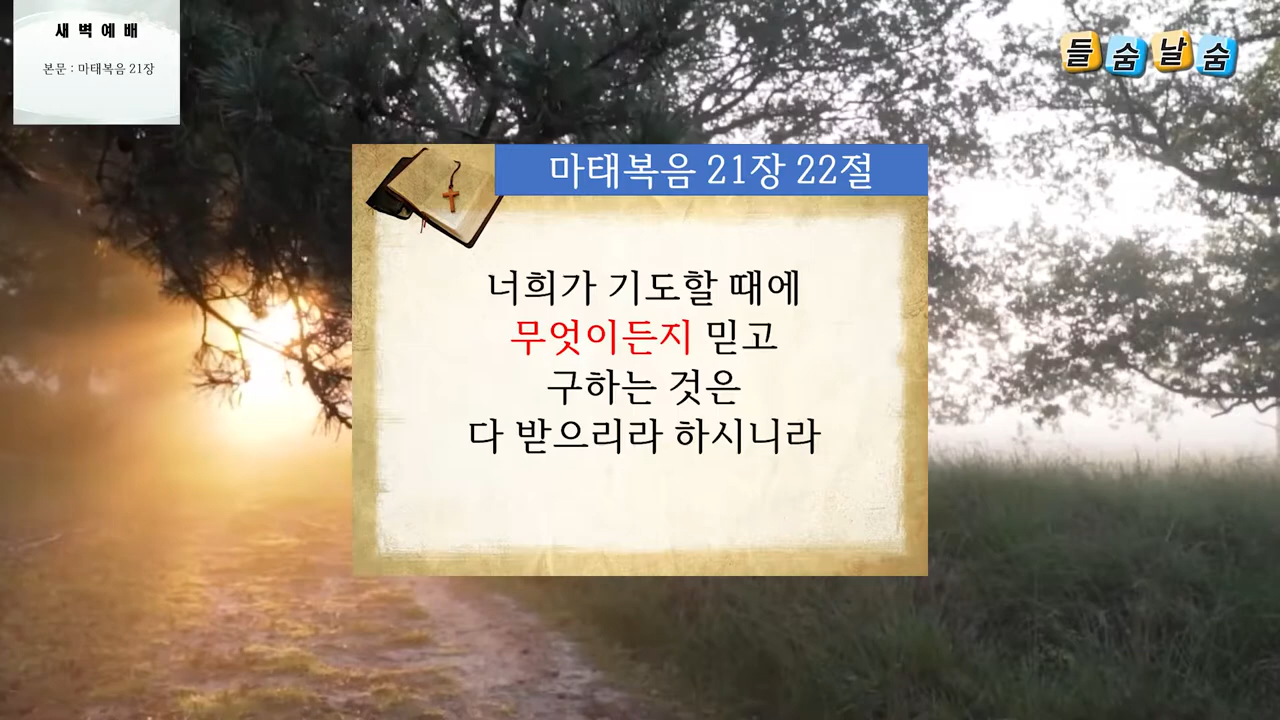 새 벽 예 배
본문 : 마태복음 21장
들숨날숨
마태복음 21장 22절
너희가 기도할 때에
무엇이든지 믿고
구하는 것은
다 받으리라 하시니라